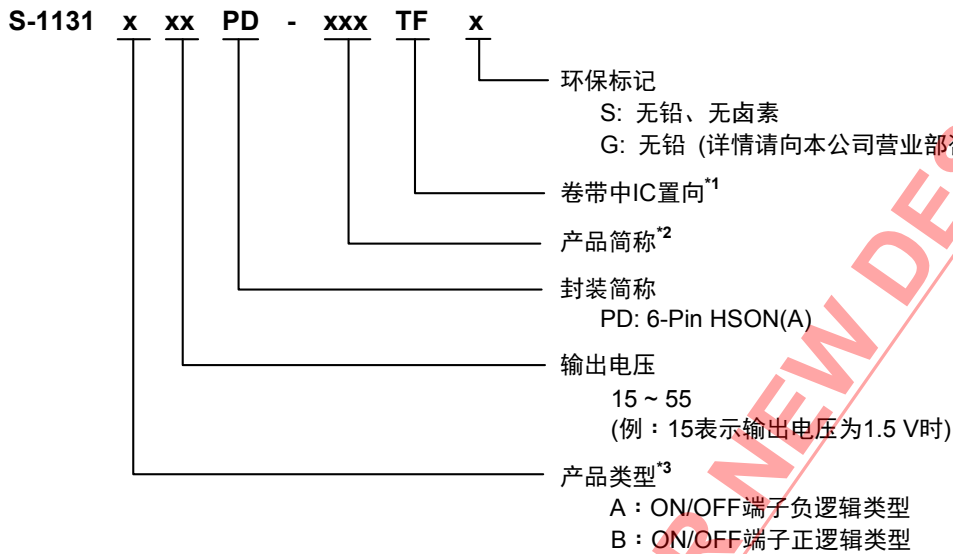 S-1131 x xx PD - xxx TF x
环保标记
S: 无铅、无卤素
G: 无铅 (详情请向本公司营业部
卷带中IC置向*1
产品简称*2
封装简称
PD: 6-Pin HSON(A)
输出电压
15 ~ 55
(例：15表示输出电压为1.5 V时)
产品类型*3
A：ON/OFF端子负逻辑类型
B：ON/OFF端子正逻辑类型
R NEW DES